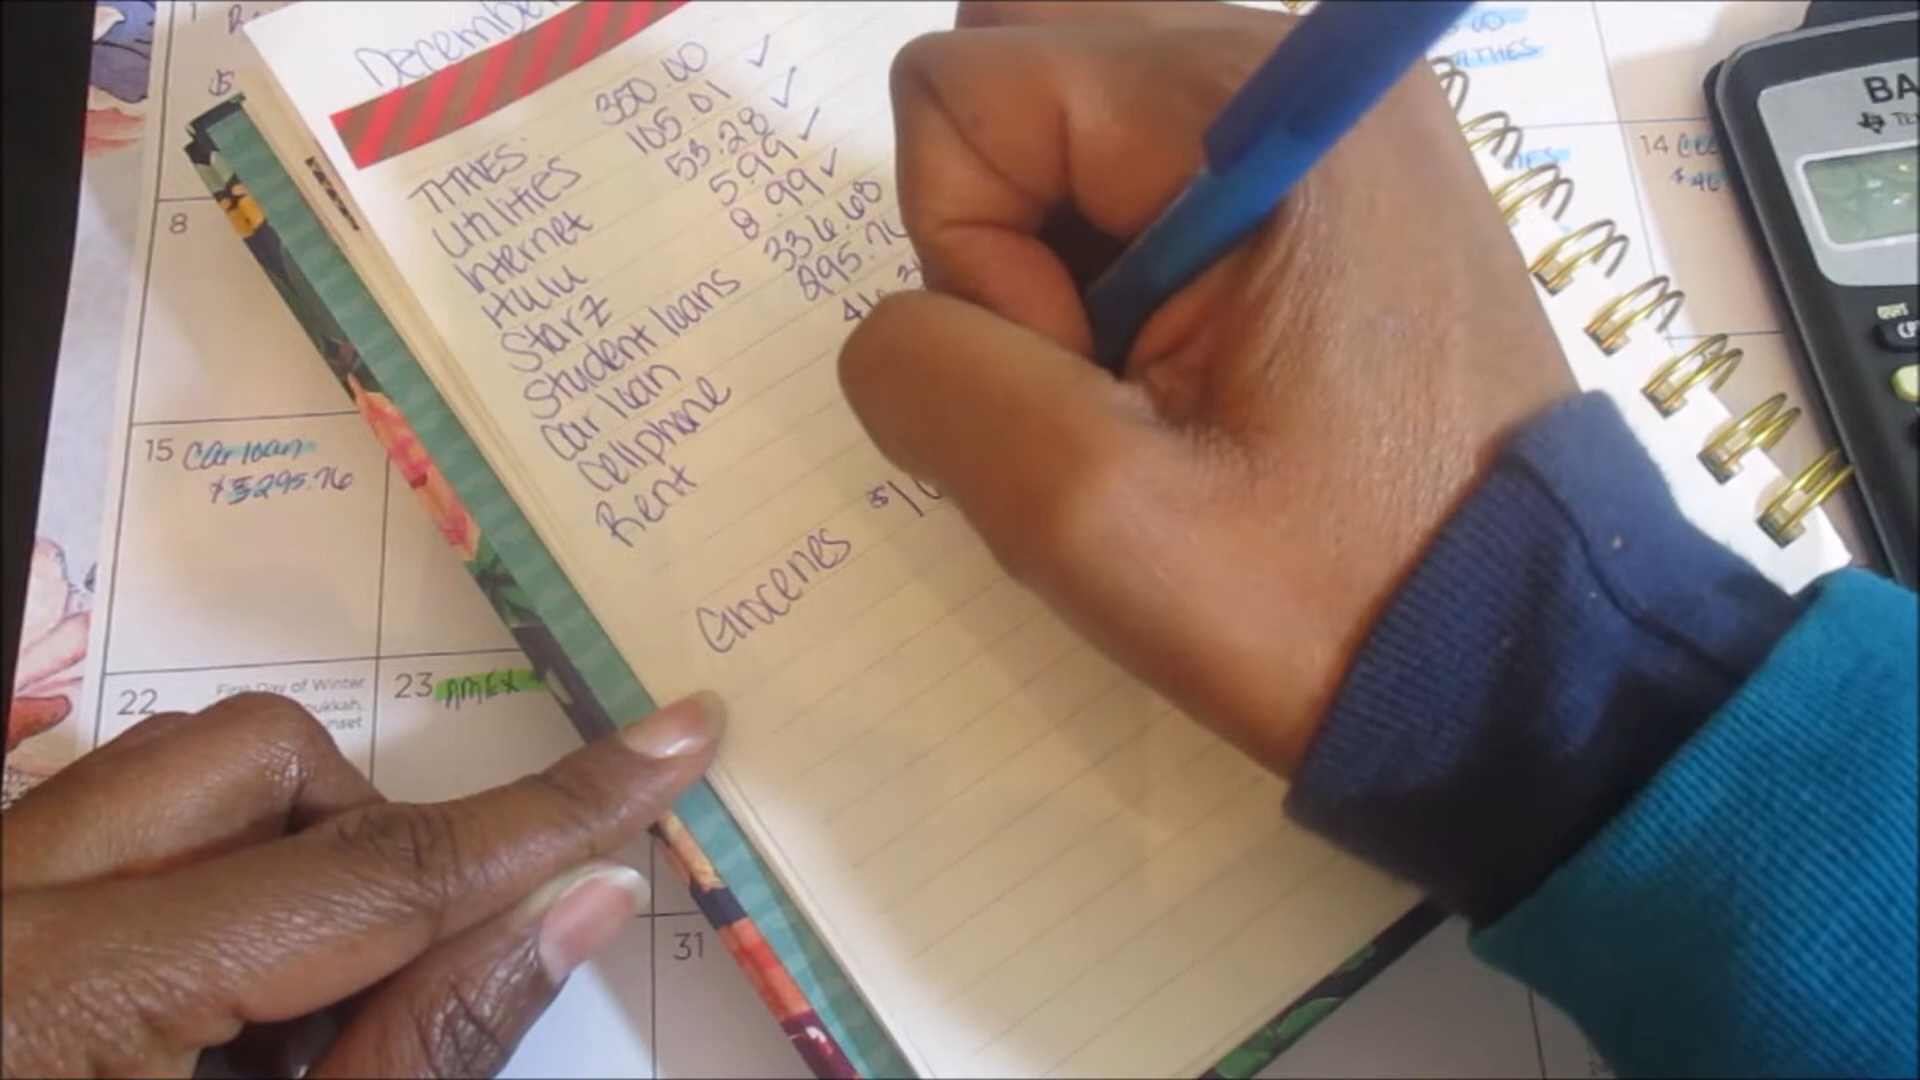 December
TITHES: 350.00
Utilities 105.01 ✓
Internet 53.28 ✓
Hulu 5.99 ✓
Starz 8.99 ✓
Student loans 336.68
Car loan 295.76
Cellphone
Rent
Groceries
8
15 Car loan
$295.76
22 First Day of Winter
23 AMEX
31
14
TITHES
BA
QUIT